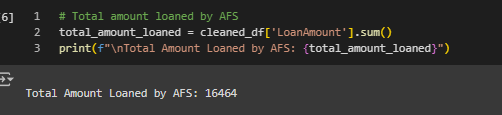 [6]
1 # Total amount loaned by AFS
2 total_amount_loaned = cleaned_df['LoanAmount'].sum()
3 print(f"\nTotal Amount Loaned by AFS: {total_amount_loaned}")
Total Amount Loaned by AFS: 16464